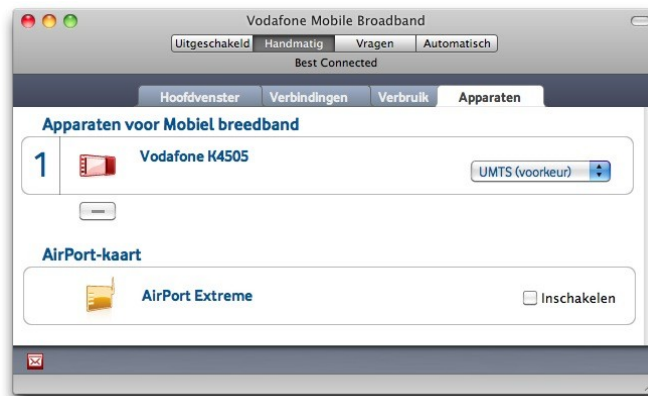 Vodafone Mobile Broadband
Uitgeschakeld Handmatig Vragen Automatisch
Best Connected
Hoofdvenster Verbindingen Verbruik Apparaten
Apparaten voor Mobiel breedband
1 Vodafone K4505 UMTS (voorkeur)
AirPort-kaart
AirPort Extreme Inschakelen